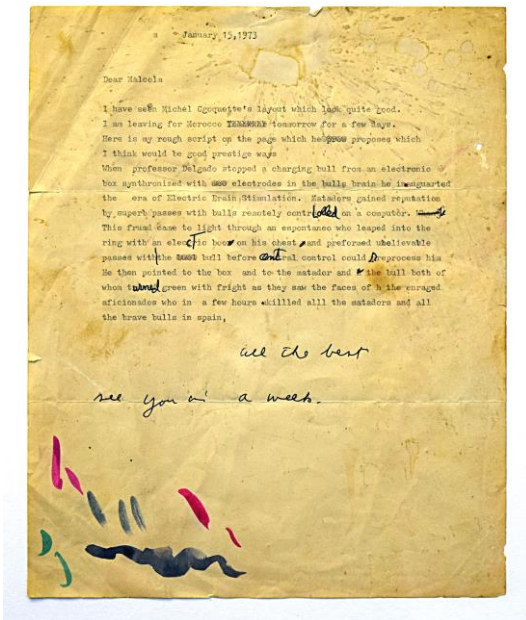 January 15,1973
Dear Malcolm
I have seen Michel Cgoquette's layout which look quite good.
I am leaving for Morocco tomorrow for a few days.
Here is my rough script on the page which he proposes which
I think would be good prestige ways
When professor Delgado stopped a charging bull from an electronic
box synthronized with electrodes in the bulls brain he
the era of Electric Brain Stimulation. Matadors gained reputation
by superb passes wtih bulls remotely controlled on a computor.
This fraud came to light through an espontaneo who leaped into the
ring with an electric box on his chest and preformed unbelievable
passes with the bull before central control could reprocess him
He then pointed to the box and to the matador and the bull both of
whom turned green with fright as they saw the faces of h the enraged
aficionados who in a few hours skillled alll the matadors and all
the brave bulls in spain,
all the best
see you in a week.